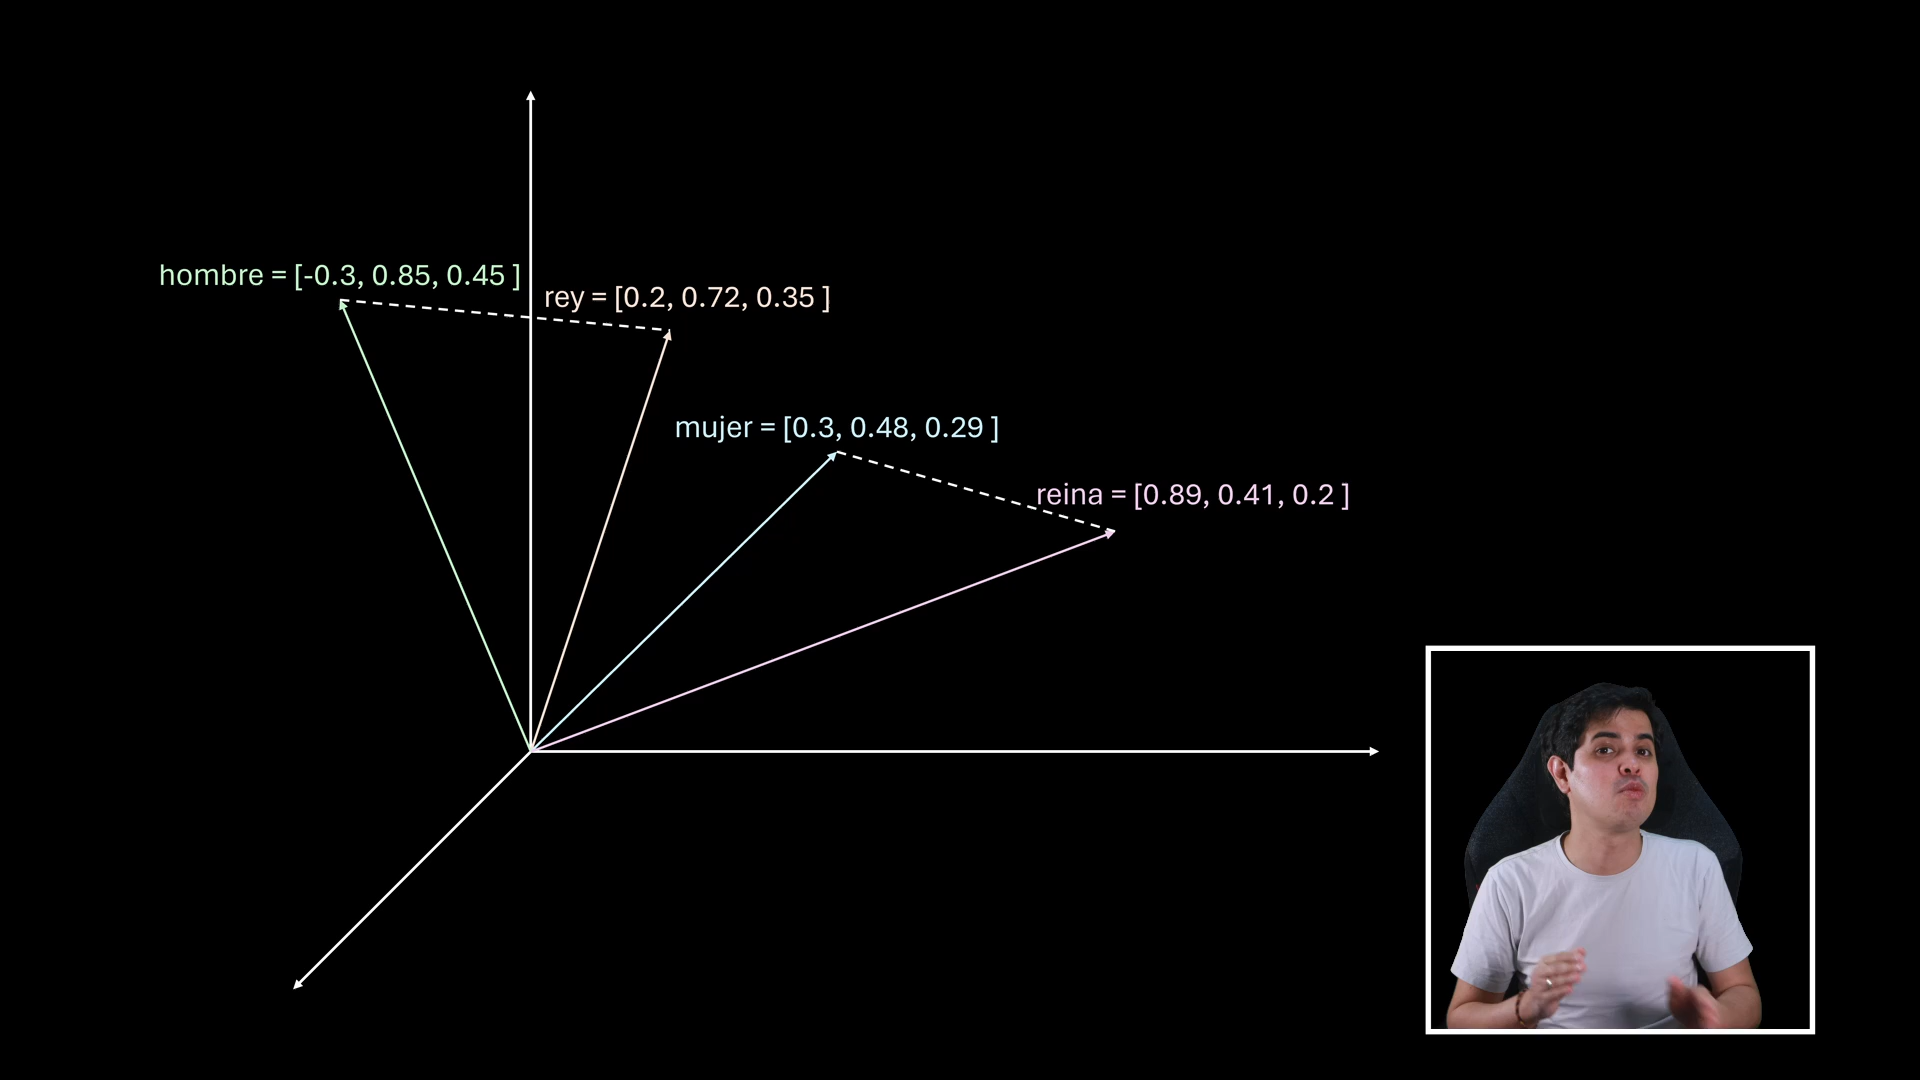 hombre = [-0.3, 0.85, 0.45 ]
rey = [0.2, 0.72, 0.35 ]
mujer = [0.3, 0.48, 0.29 ]
reina = [0.89, 0.41, 0.2 ]